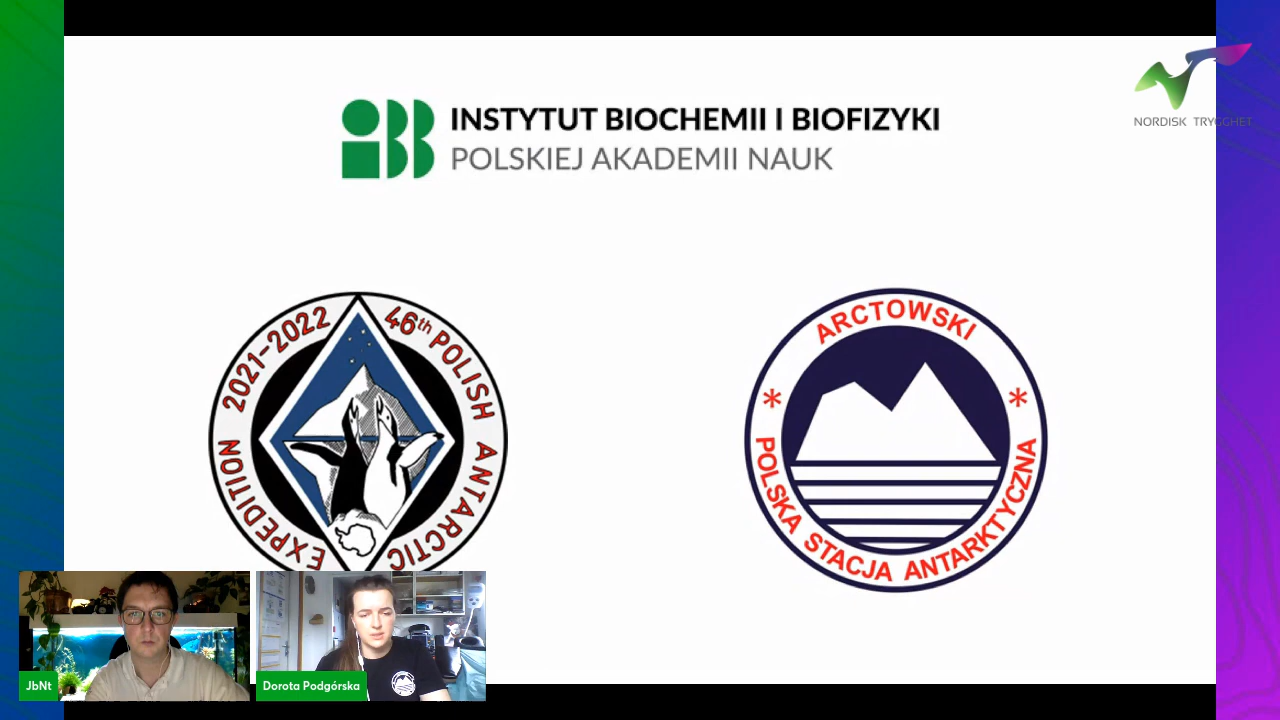 INSTYTUT BIOCHEMII I BIOFIZYKI
POLSKIEJ AKADEMII NAUK
NORDISK TRYGGHET
2021-2022
46th POLISH ANTARCTIC
EXPEDITION
ARCTOWSKI
* *
POLSKA STACJA ANTARKTYCZNA
JbNt
Dorota Podgórska